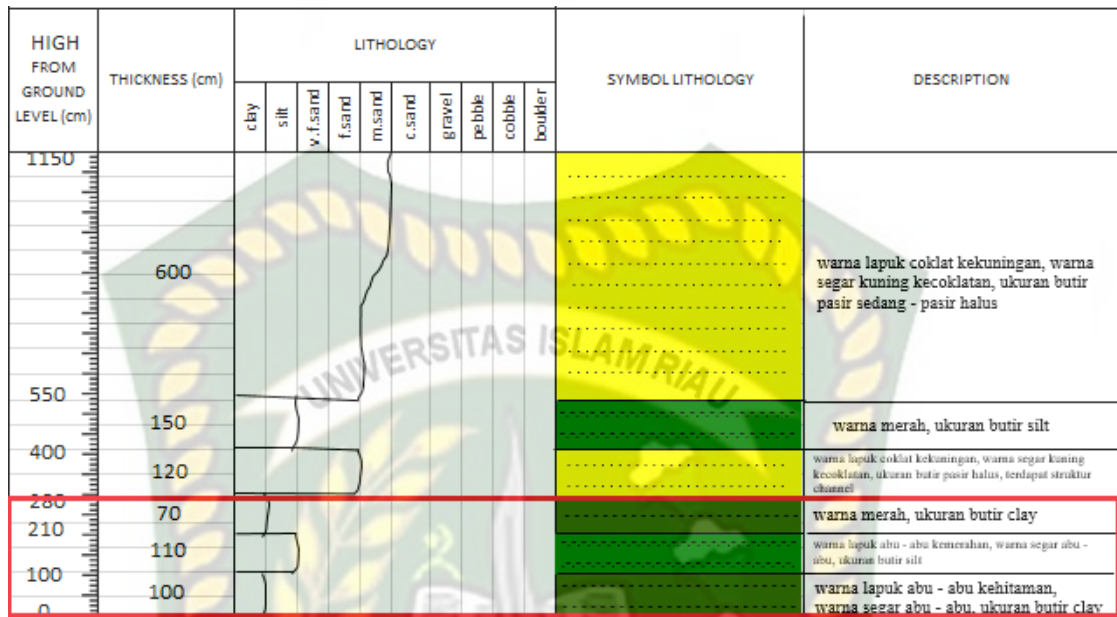 HIGH
FROM
GROUND
LEVEL (cm)
THICKNESS (cm)
LITHOLOGY
clay
silt
v.f.sand
f.sand
m.sand
c.sand
gravel
pebble
cobble
boulder
SYMBOL LITHOLOGY
DESCRIPTION
1150
600
warna lapuk coklat kekuningan, warna
segar kuning kecoklatan, ukuran butir
pasir sedang - pasir halus
UNIVERSITAS ISLAM RIAU
550
150
warna merah, ukuran butir silt
400
120
warna lapuk coklat kekuningan, warna segar kuning
kecoklatan, ukuran butir pasir halus, terdapat struktur
channel
280
70
warna merah, ukuran butir clay
210
110
warna lapuk abu - abu kemerahan, warna segar abu -
abu, ukuran butir silt
100
100
warna lapuk abu - abu kehitaman,
warna segar abu - abu, ukuran butir clay
0